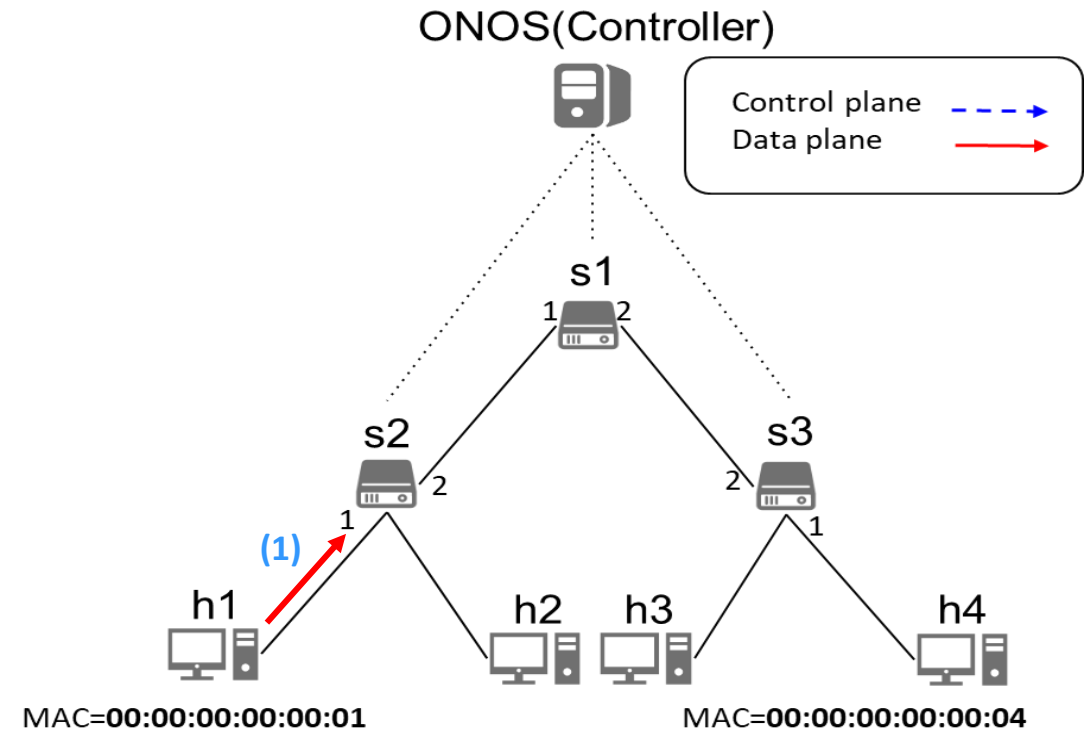 ONOS(Controller)
Control plane
Data plane
s1
1 2
s2
s3
2
2
1
1
(1)
h1
h2
h3
h4
MAC=00:00:00:00:00:01
MAC=00:00:00:00:00:04